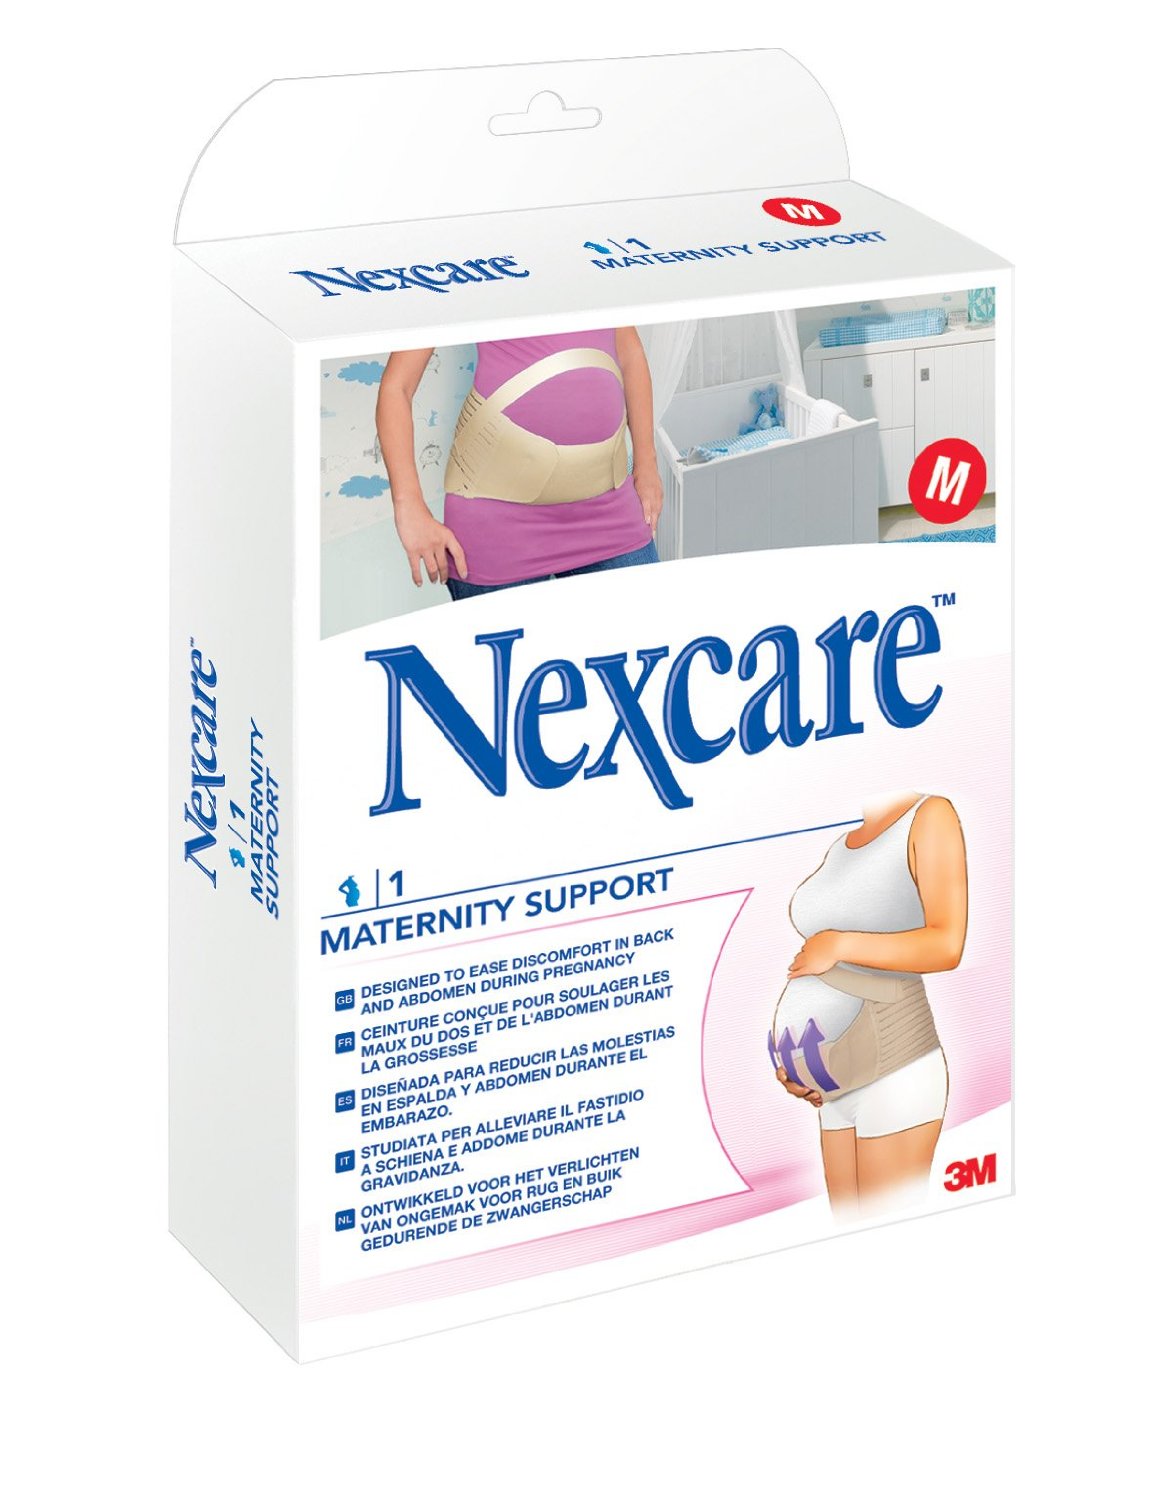 M
Nexcare™
1
MATERNITY SUPPORT
M
Nexcare™
1
MATERNITY SUPPORT
GB DESIGNED TO EASE DISCOMFORT IN BACK
AND ABDOMEN DURING PREGNANCY
FR CEINTURE CONÇUE POUR SOULAGER LES
MAUX DU DOS ET DE L'ABDOMEN DURANT
LA GROSSESSE
ES DISEÑADA PARA REDUCIR LAS MOLESTIAS
EN ESPALDA Y ABDOMEN DURANTE EL
EMBARAZO.
IT STUDIATA PER ALLEVIARE IL FASTIDIO
A SCHIENA E ADDOME DURANTE LA
GRAVIDANZA.
NL ONTWIKKELD VOOR HET VERLICHTEN
VAN ONGEMAK VOOR RUG EN BUIK
GEDURENDE DE ZWANGERSCHAP
3M
Nexcare™
1
MATERNITY
SUPPORT